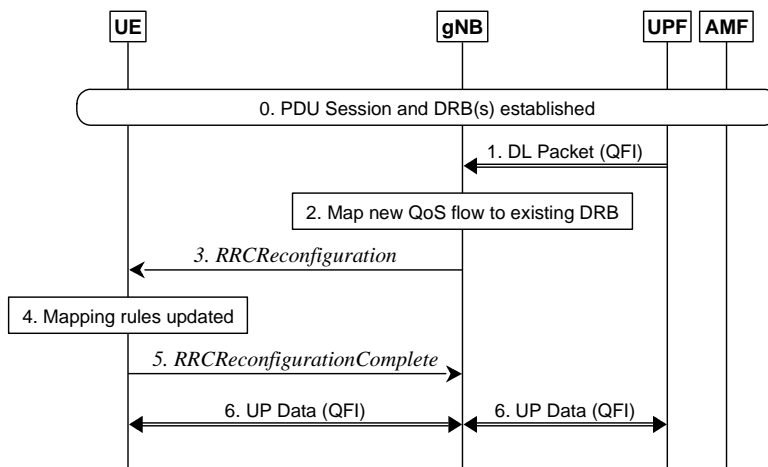 UE gNB UPF AMF
0. PDU Session and DRB(s) established
1. DL Packet (QFI)
2. Map new QoS flow to existing DRB
3. RRCReconfiguration
4. Mapping rules updated
5. RRCReconfigurationComplete
6. UP Data (QFI) 6. UP Data (QFI)